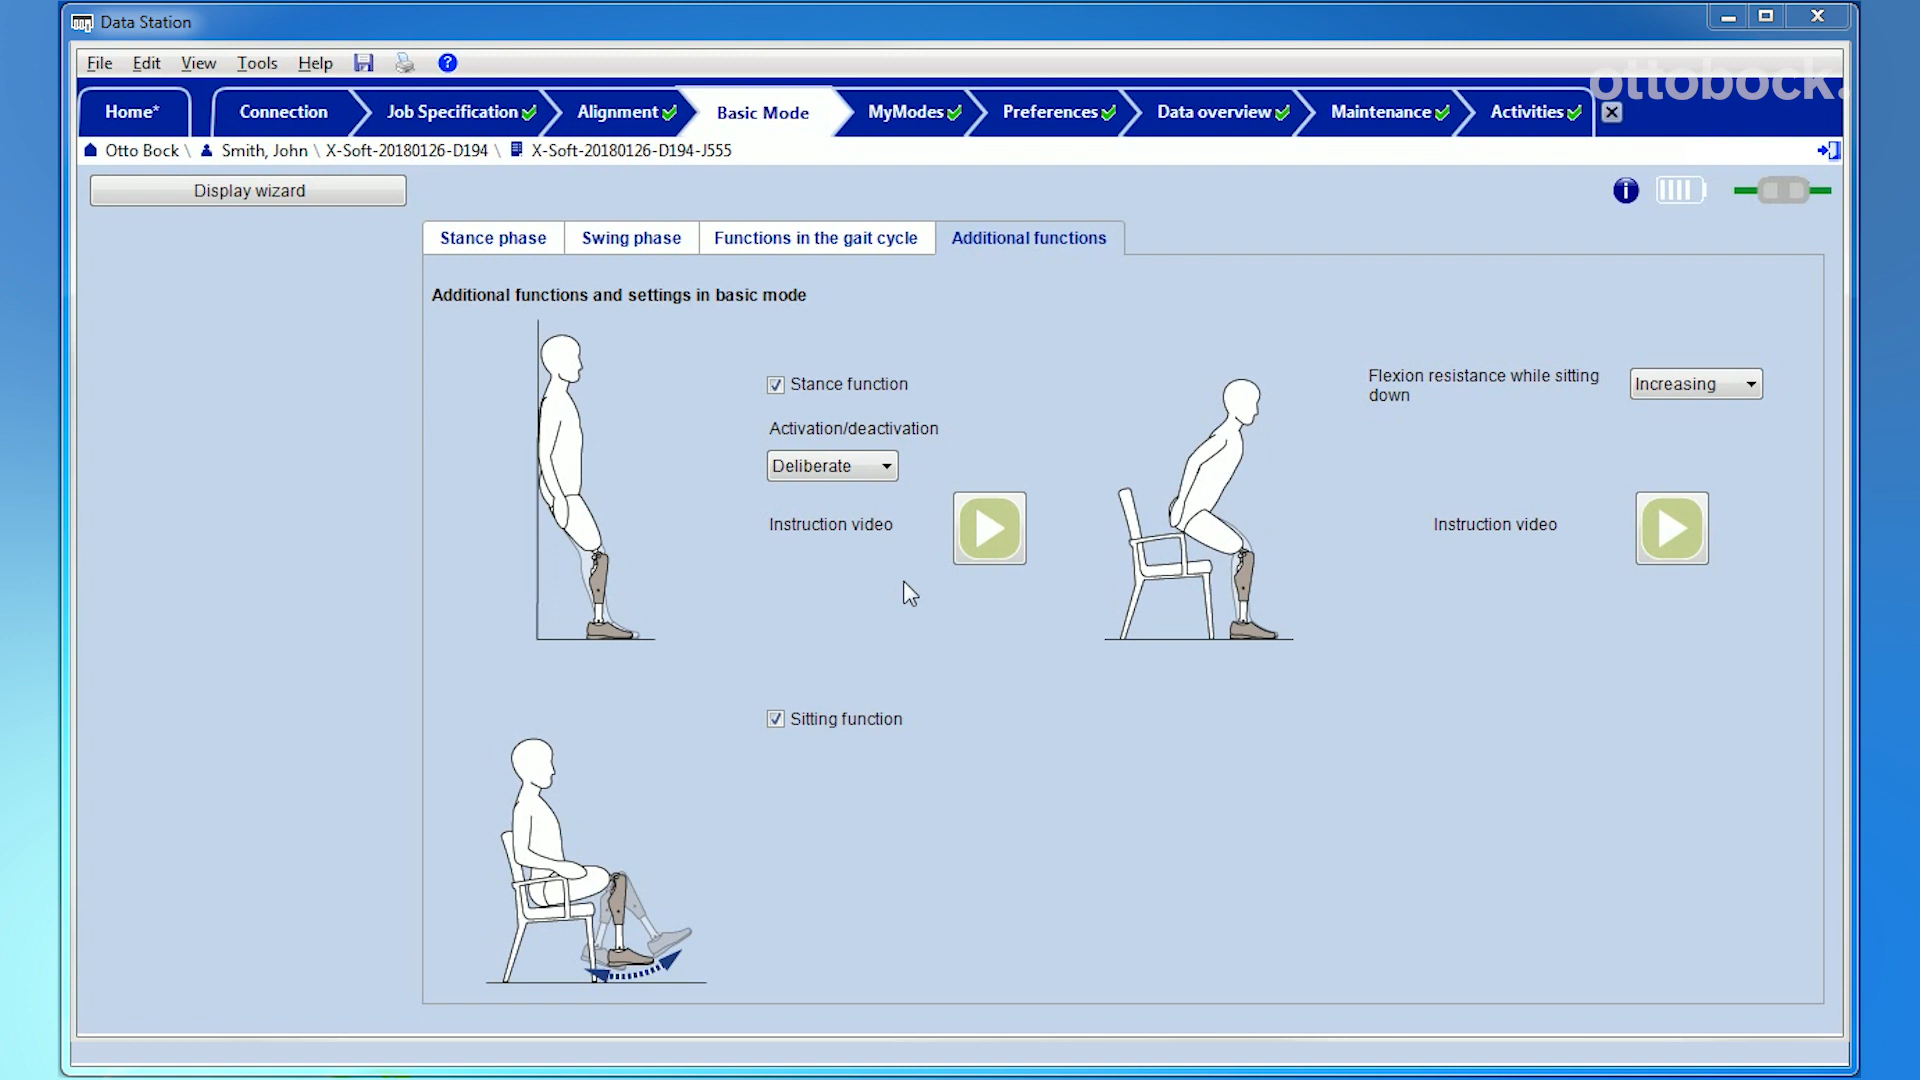 Data Station
File Edit View Tools Help ?
ottobock.
Home* Connection Job Specification Alignment Basic Mode MyModes Preferences Data overview Maintenance Activities
Otto Bock \ Smith, John \ X-Soft-20180126-D194 \ X-Soft-20180126-D194-J555
Display wizard
i
Stance phase Swing phase Functions in the gait cycle Additional functions
Additional functions and settings in basic mode
Stance function
Activation/deactivation
Deliberate
Instruction video
Flexion resistance while sitting
down
Increasing
Instruction video
Sitting function